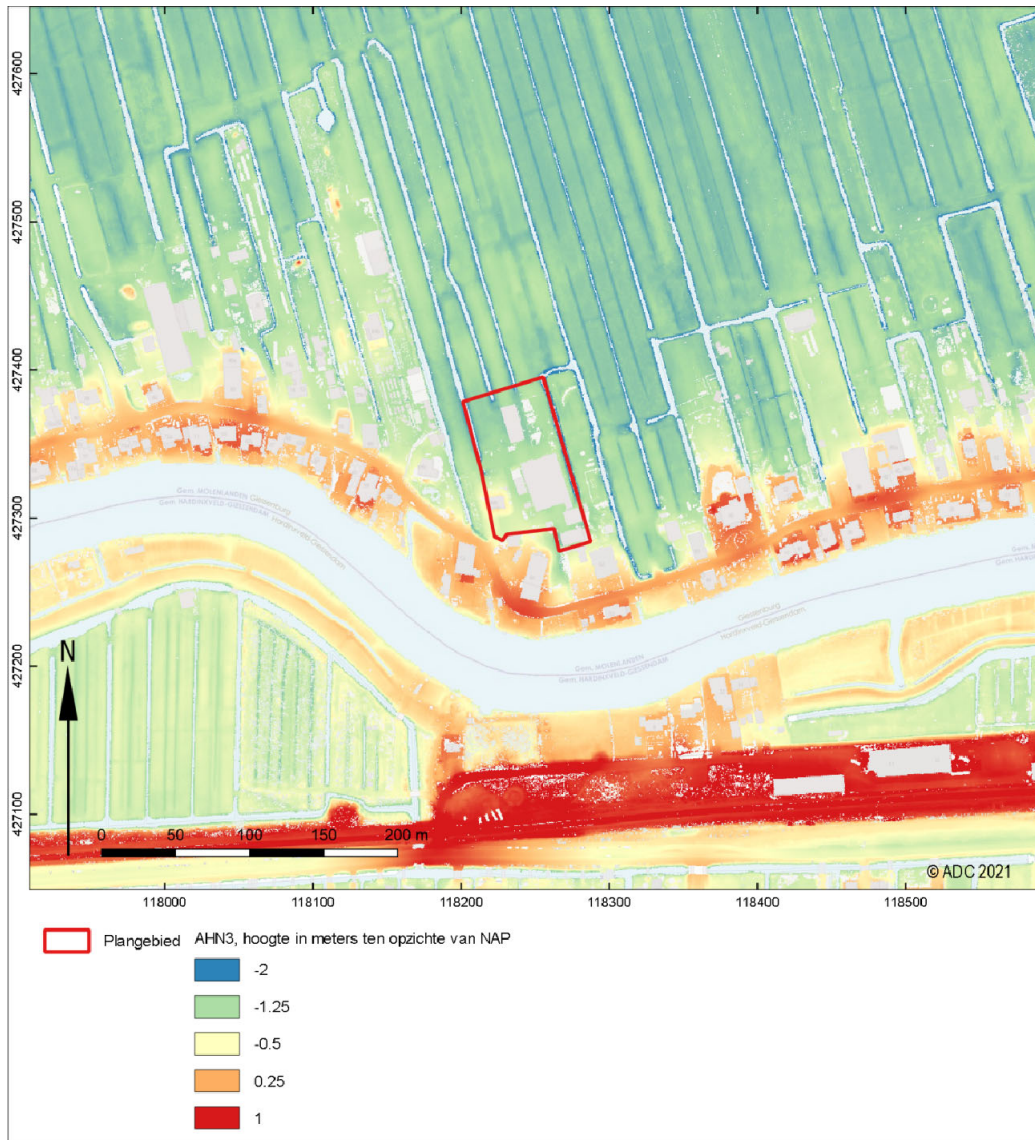 427600
427500
427400
427300
427200
427100
Gem. MOLENLANDEN Giessenburg
Gem. HARDINXVELD-GIESSENDAM Hardinxveld-Giessendam
Giessenburg
Hardinxveld-Giessendam
Gem. MOLENLANDEN
Gem. HARDINXVELD-GIESSENDAM
N
0 50 100 150 200 m
© ADC 2021
118000 118100 118200 118300 118400 118500
Plangebied AHN3, hoogte in meters ten opzichte van NAP
-2
-1.25
-0.5
0.25
1